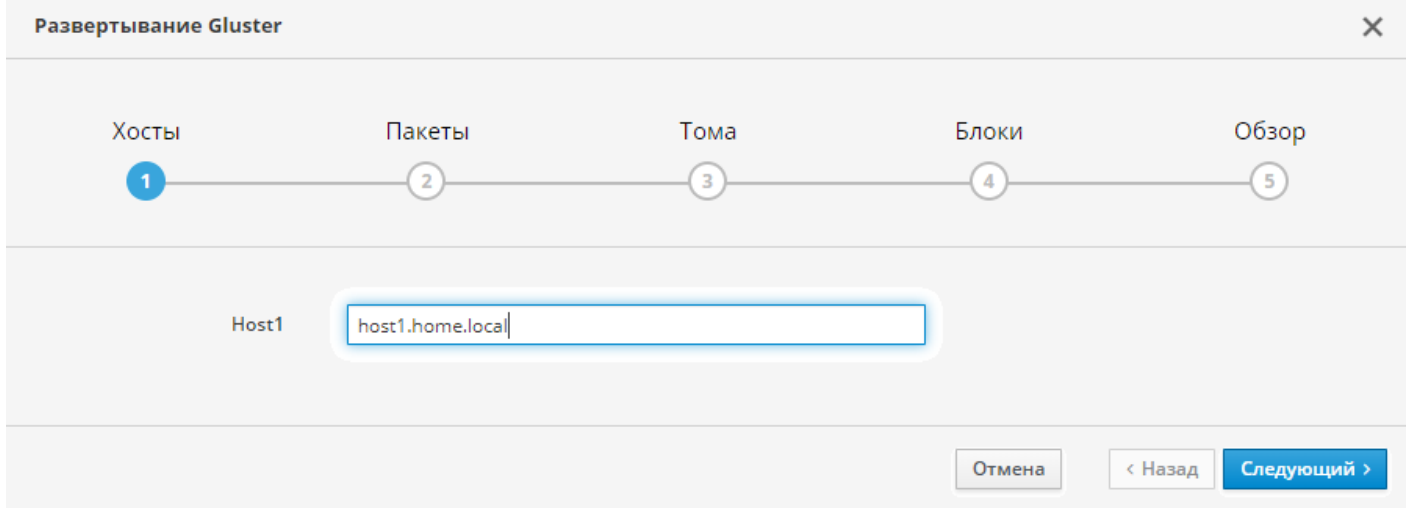 Развертывание Gluster
Хосты Пакеты Тома Блоки Обзор
1 2 3 4 5
Host1 host1.home.local
Отмена < Назад Следующий >